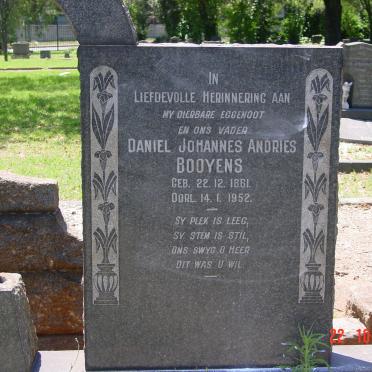 IN
LIEFDEVOLLE HERINNERING AAN
MY DIERBARE EGGENOOT
EN ONS VADER
DANIEL JOHANNES ANDRIES
BOOYENS
GEB. 22.12.1861.
OORL. 14.1.1952.
SY PLEK IS LEEG,
SY STEM IS STIL,
ONS SWYG O HEER
DIT WAS U WIL.
22 10